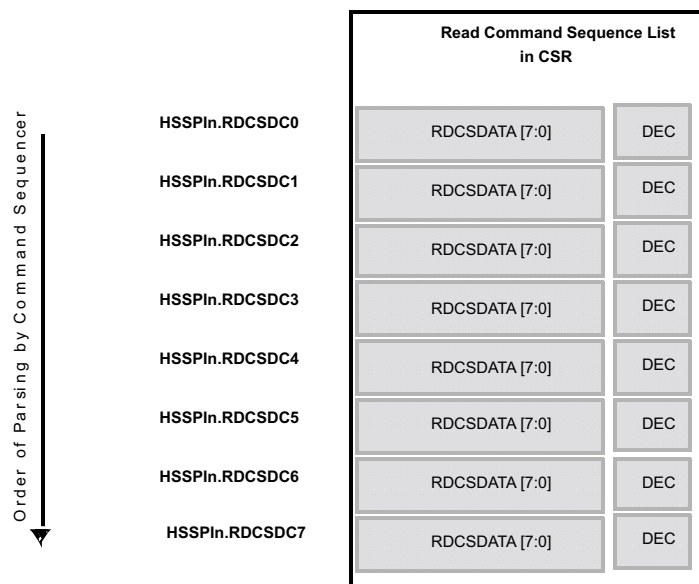 Read Command Sequence List
in CSR
Order of Parsing by Command Sequencer
HSSPIn.RDCSDC0 RDCSDATA [7:0] DEC
HSSPIn.RDCSDC1 RDCSDATA [7:0] DEC
HSSPIn.RDCSDC2 RDCSDATA [7:0] DEC
HSSPIn.RDCSDC3 RDCSDATA [7:0] DEC
HSSPIn.RDCSDC4 RDCSDATA [7:0] DEC
HSSPIn.RDCSDC5 RDCSDATA [7:0] DEC
HSSPIn.RDCSDC6 RDCSDATA [7:0] DEC
HSSPIn.RDCSDC7 RDCSDATA [7:0] DEC